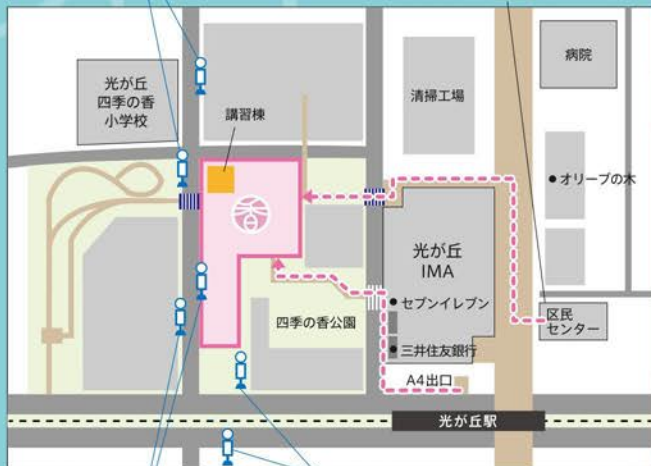 光が丘
四季の香
小学校
講習棟
清掃工場
病院
オリーブの木
香
光が丘
IMA
セブンイレブン
四季の香公園
三井住友銀行
区民
センター
A4出口
光が丘駅